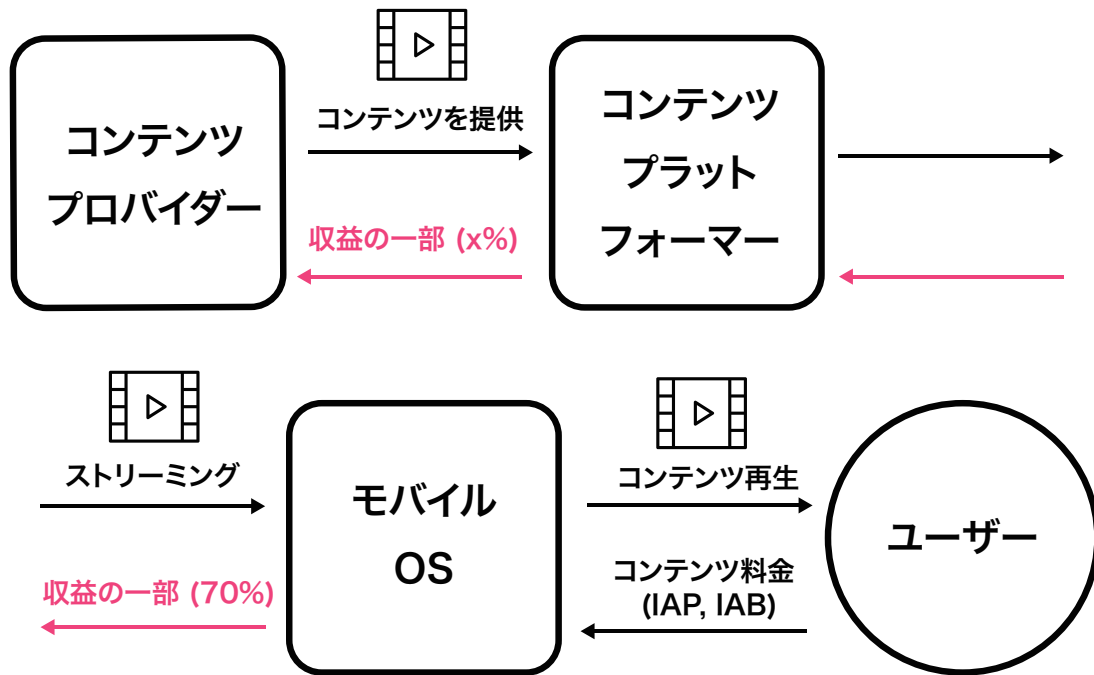 コンテンツ
プロバイダー
コンテンツを提供
収益の一部 (x%)
コンテンツ
プラット
フォーマー
ストリーミング
収益の一部 (70%)
モバイル
OS
コンテンツ再生
コンテンツ料金
(IAP, IAB)
ユーザー